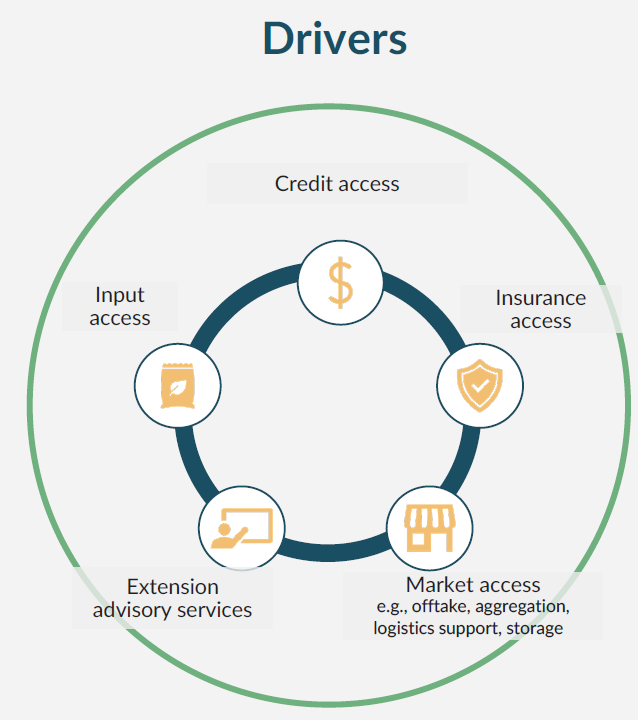 Drivers
Credit access
Input
access
Insurance
access
Extension
advisory services
Market access
e.g., offtake, aggregation,
logistics support, storage